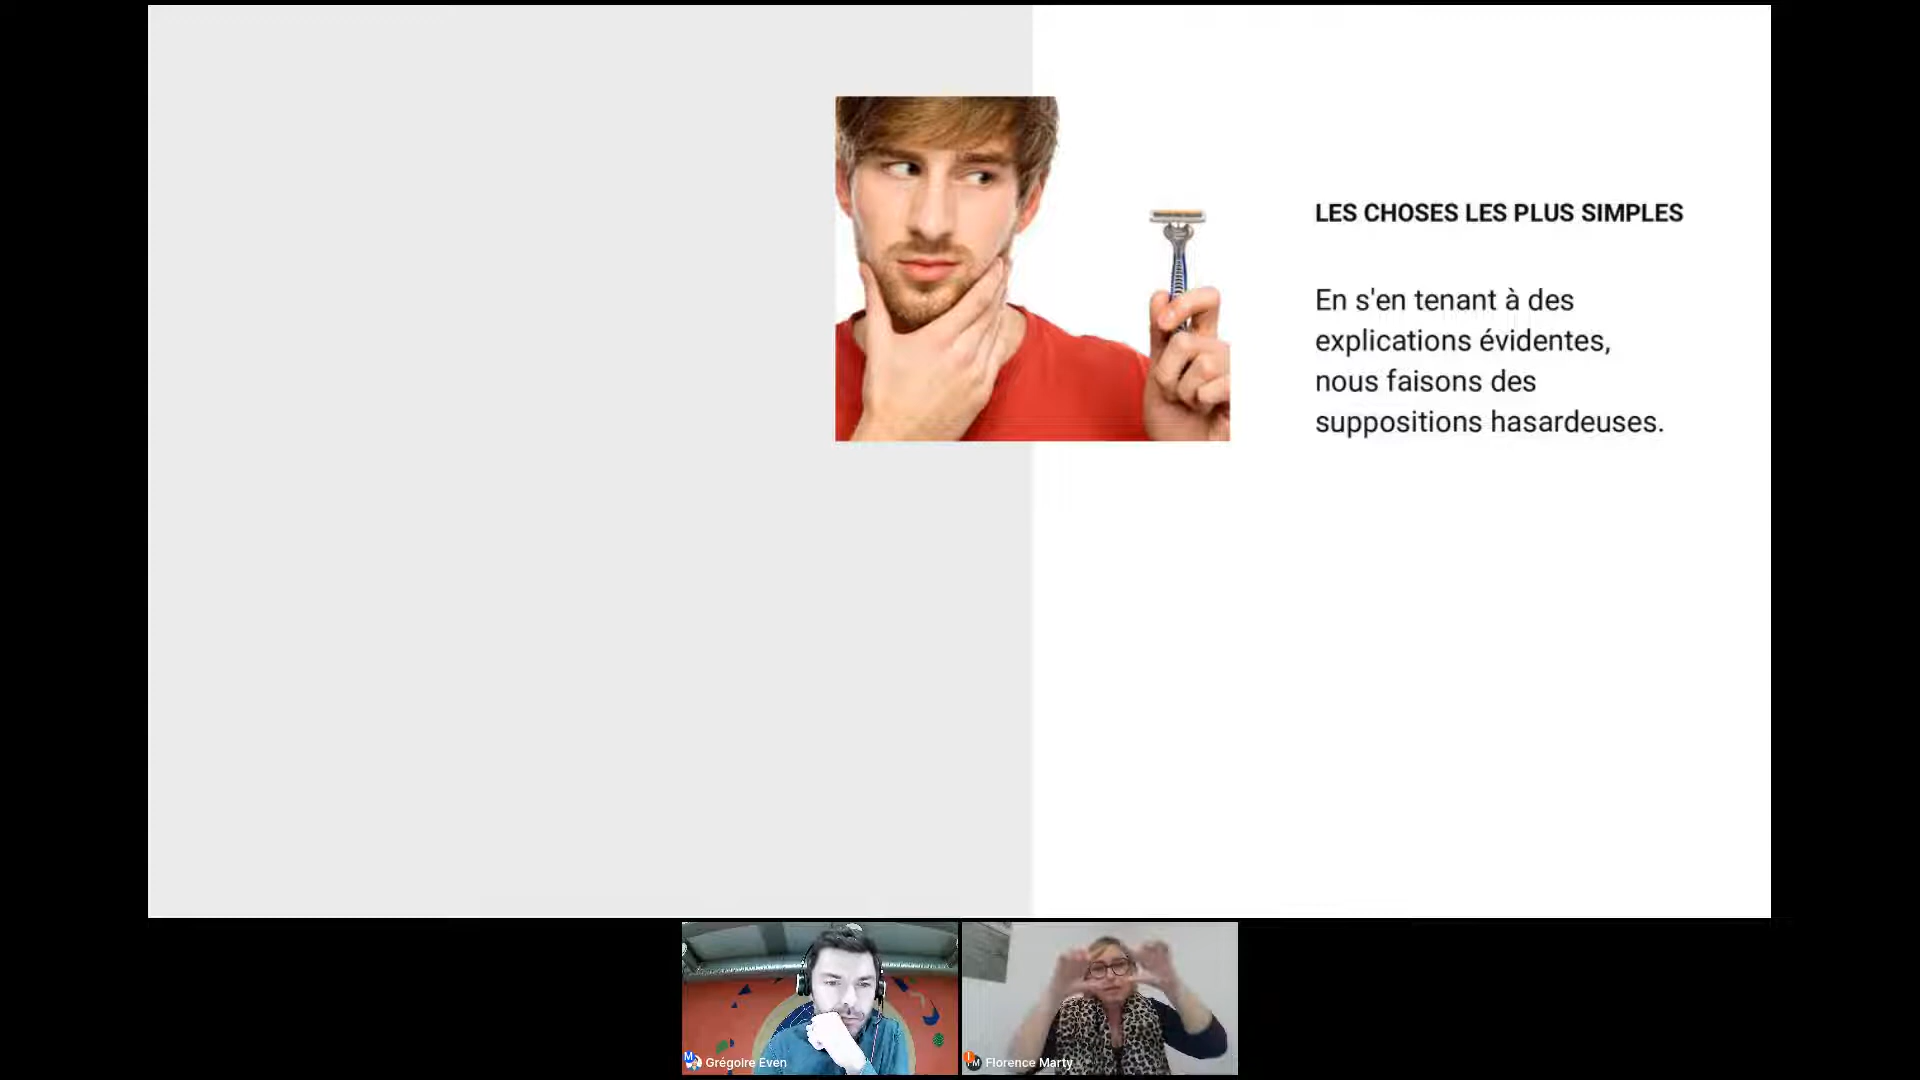 LES CHOSES LES PLUS SIMPLES
En s'en tenant à des
explications évidentes,
nous faisons des
suppositions hasardeuses.
Grégoire Even
Florence Marty